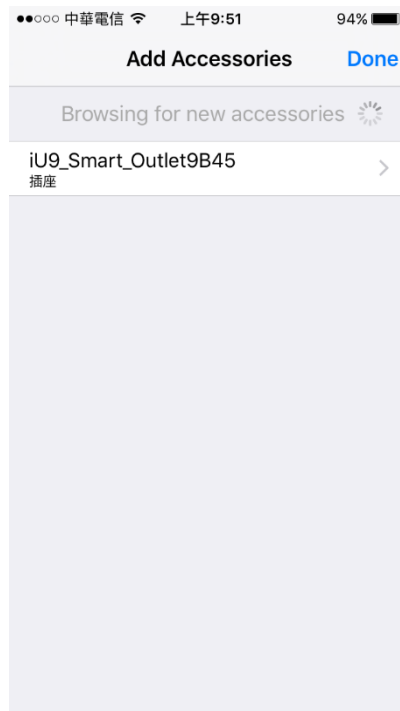 中華電信 上午9:51 94%
Add Accessories Done
Browsing for new accessories
iU9_Smart_Outlet9B45
插座